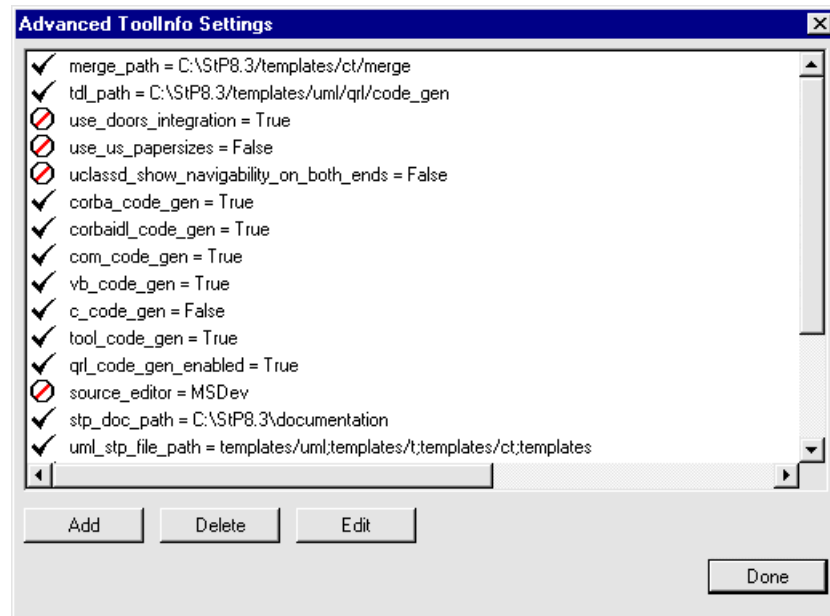 Advanced ToolInfo Settings
merge_path = C:\StP8.3/templates/ct/merge
tdl_path = C:\StP8.3/templates/uml/qrl/code_gen
use_doors_integration = True
use_us_papersizes = False
uclassd_show_navigability_on_both_ends = False
corba_code_gen = True
corbaidl_code_gen = True
com_code_gen = True
vb_code_gen = True
c_code_gen = False
tool_code_gen = True
qrl_code_gen_enabled = True
source_editor = MSDev
stp_doc_path = C:\StP8.3\documentation
uml_stp_file_path = templates/uml;templates/t;templates/ct;templates
Add Delete Edit
Done